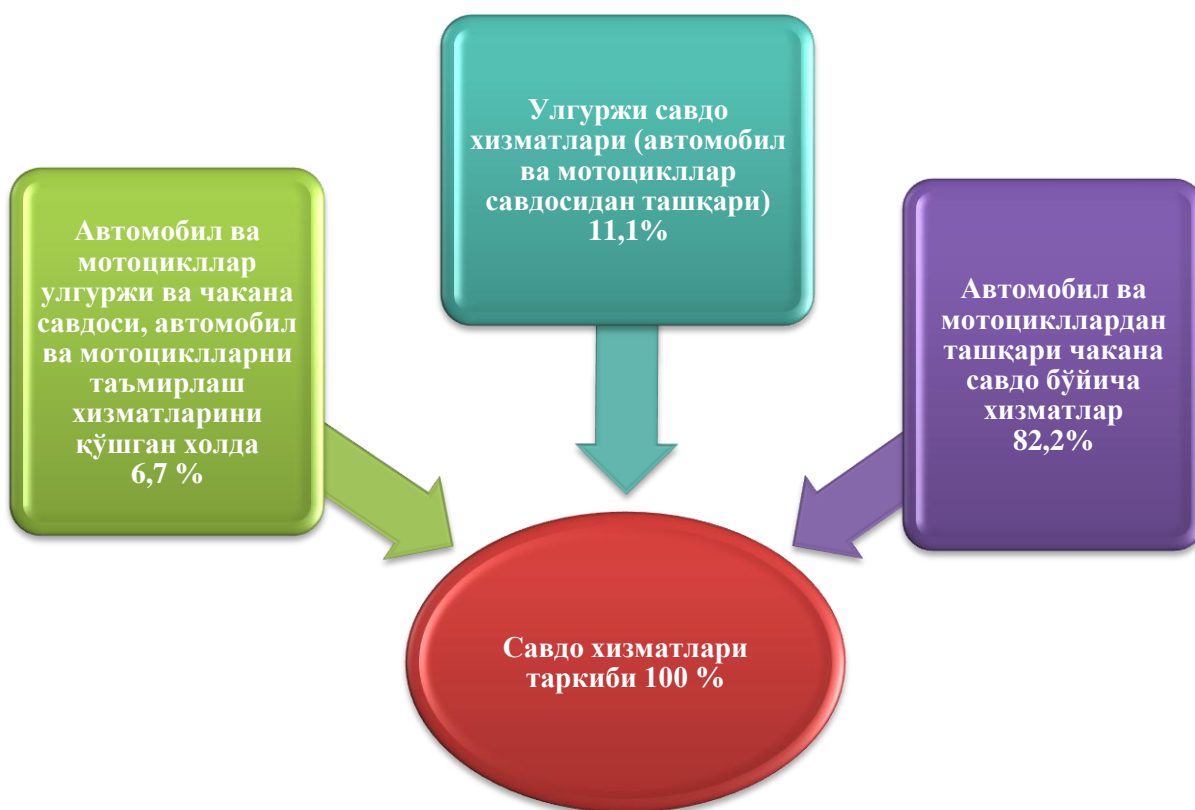 Улгуржи савдо
хизматлари (автомобил
ва мотоцикллар
савдосидан ташқари)
11,1%
Автомобил ва
мотоцикллар
улгуржи ва чакана
савдоси, автомобил
ва мотоциклларни
таъмирлаш
хизматларини
қўшган холда
6,7 %
Автомобил ва
мотоцикллардан
ташқари чакана
савдо бўйича
хизматлар
82,2%
Савдо хизматлари
таркиби 100 %